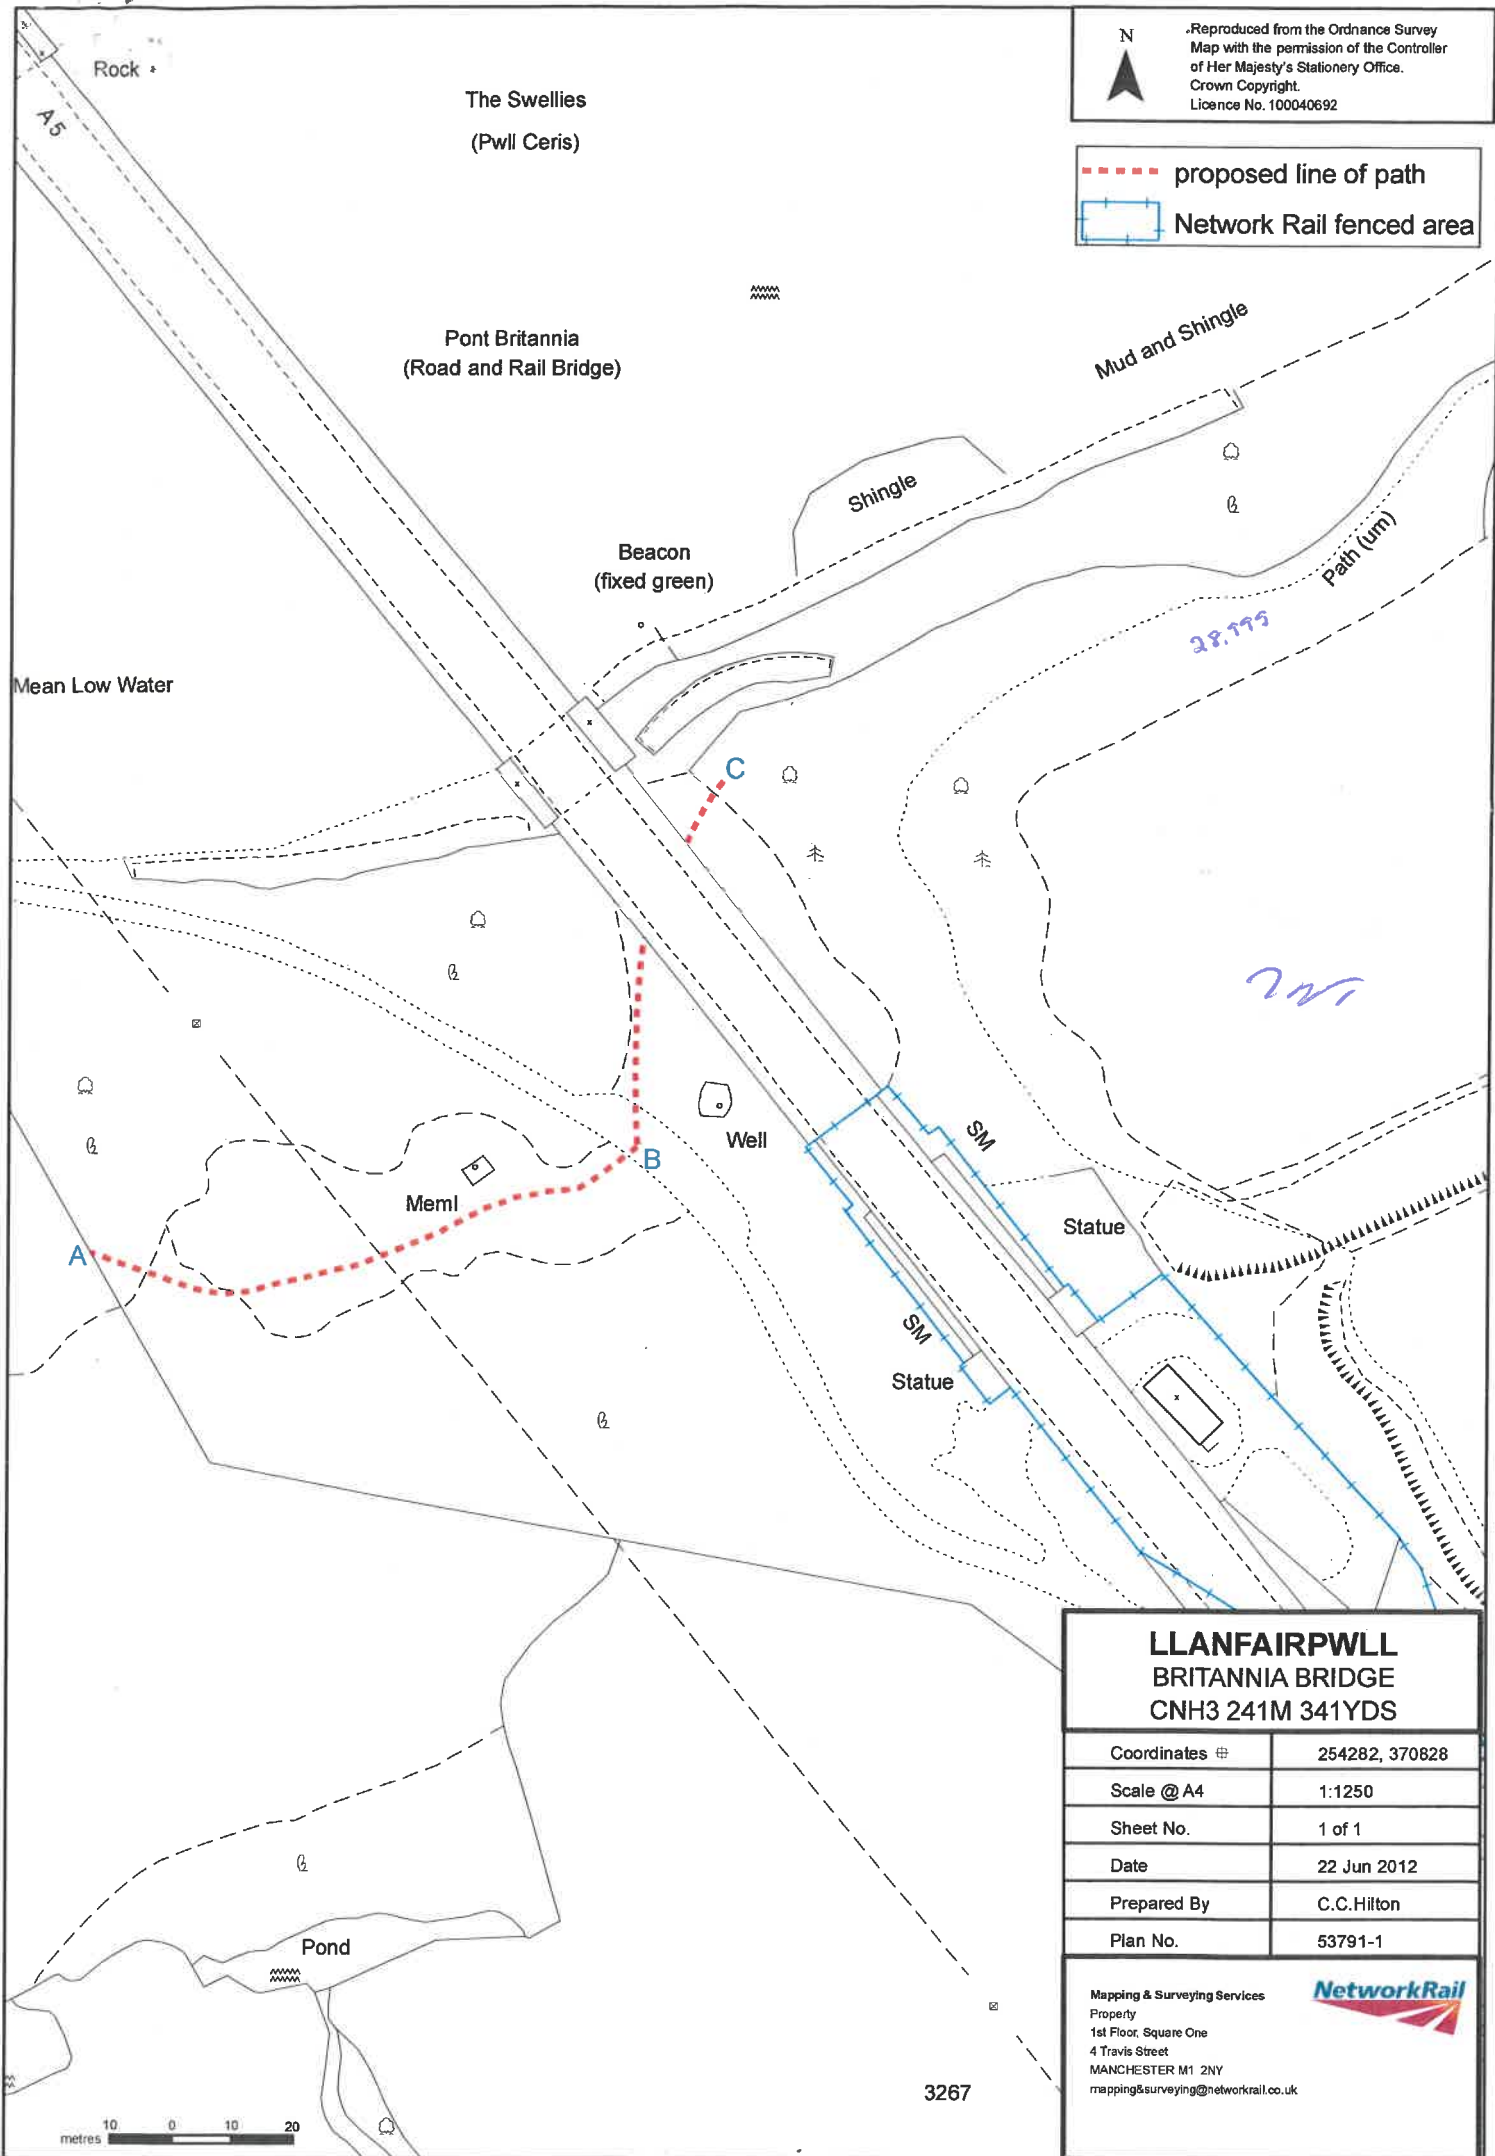 N
Reproduced from the Ordnance Survey
Map with the permission of the Controller
of Her Majesty's Stationery Office.
Crown Copyright.
Licence No. 100040692
proposed line of path
Network Rail fenced area
Rock
A5
The Swellies
(Pwll Ceris)
Pont Britannia
(Road and Rail Bridge)
Mud and Shingle
Shingle
Beacon
(fixed green)
Path (um)
Mean Low Water
C
B
Well
Meml
A
SM
Statue
SM
Statue
Pond
3267
10 0 10 20
metres
LLANFAIRPWLL
BRITANNIA BRIDGE
CNH3 241M 341YDS
Coordinates 254282, 370828
Scale @ A4 1:1250
Sheet No. 1 of 1
Date 22 Jun 2012
Prepared By C.C.Hilton
Plan No. 53791-1
Mapping & Surveying Services
Property
1st Floor, Square One
4 Travis Street
MANCHESTER M1 2NY
mapping&surveying@networkrail.co.uk
NetworkRail